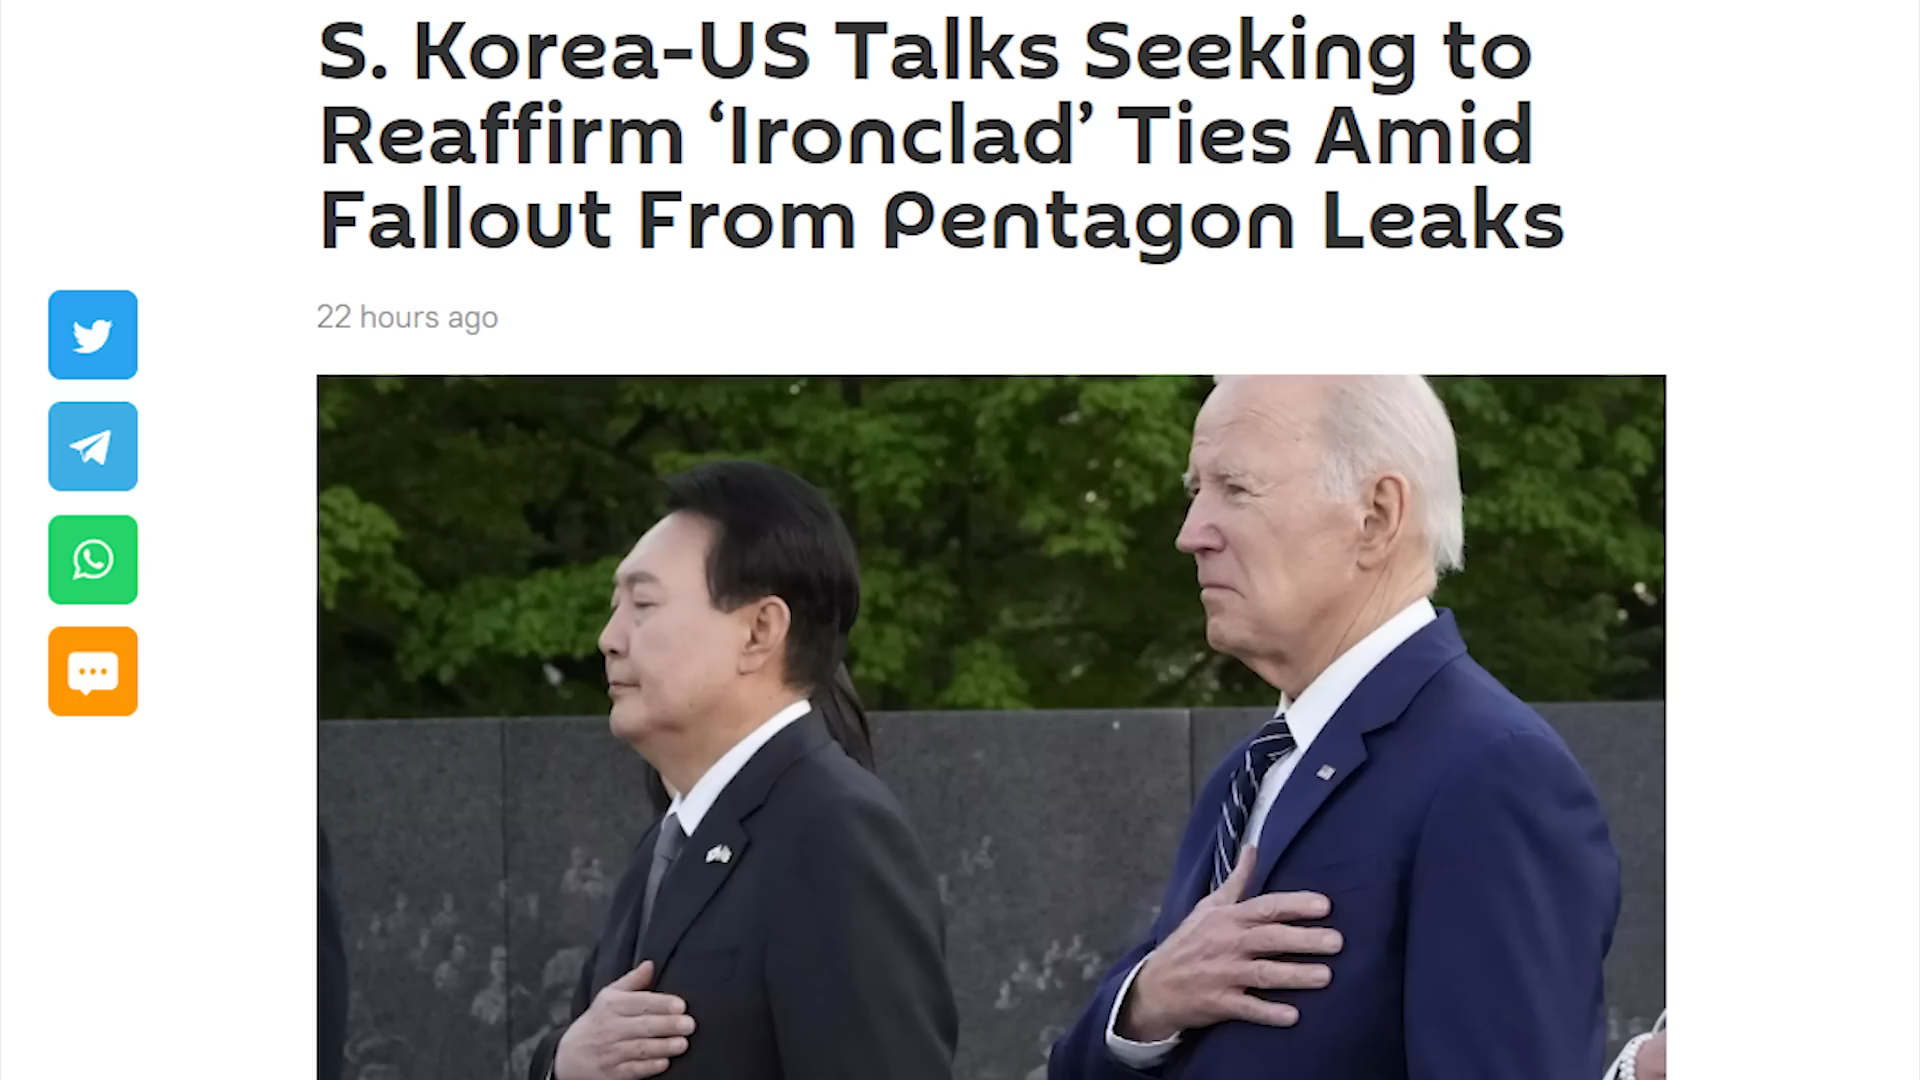 S. Korea-US Talks Seeking to
Reaffirm ‘Ironclad’ Ties Amid
Fallout From Pentagon Leaks
22 hours ago